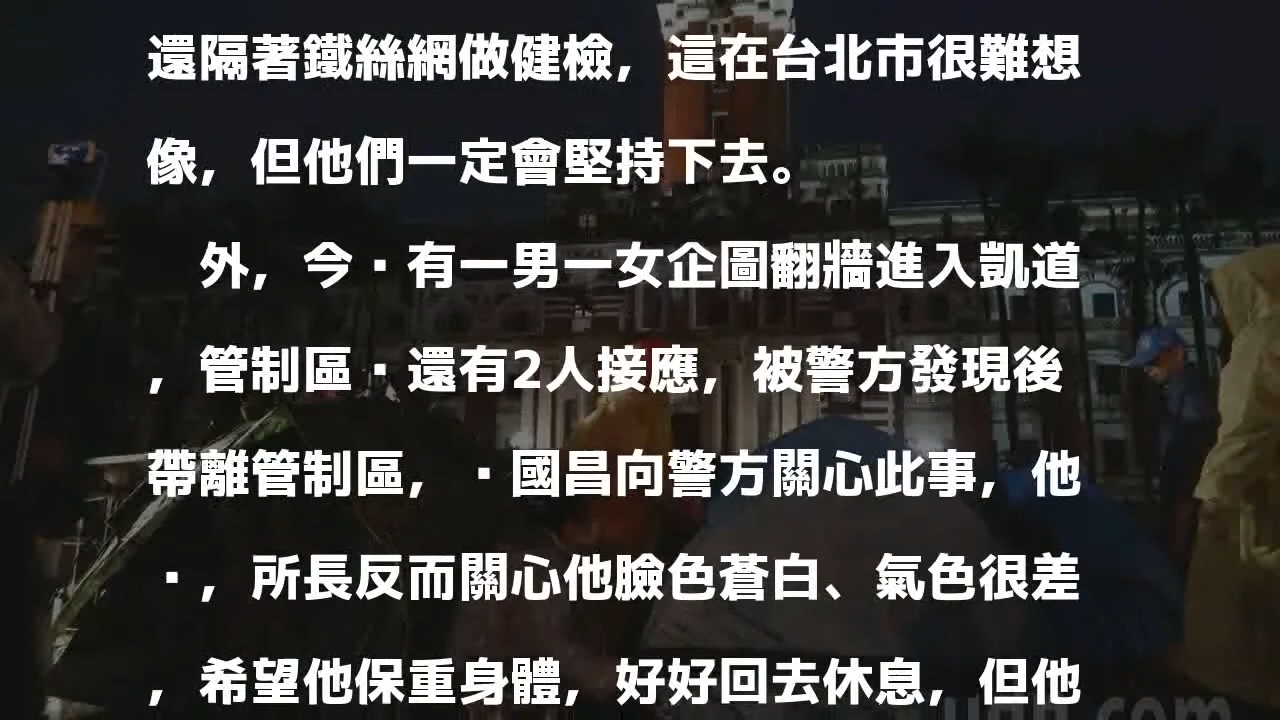 還隔著鐵絲網做健檢，這在台北市很難想
像，但他們一定會堅持下去。
外，今·有一男一女企圖翻牆進入凱道
，管制區·還有2人接應，被警方發現後
帶離管制區，·國昌向警方關心此事，他
·，所長反而關心他臉色蒼白、氣色很差
，希望他保重身體，好好回去休息，但他